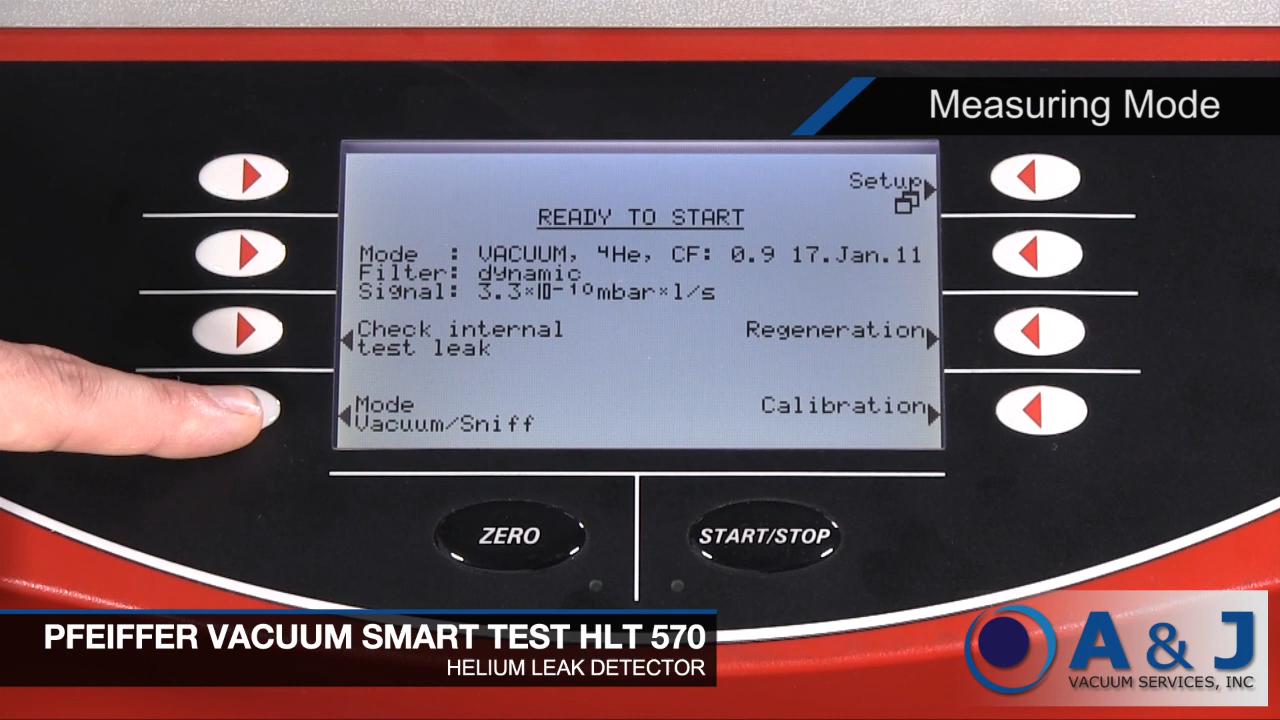 Measuring Mode
Setup
READY TO START
Mode : VACUUM, ⁴He, CF: 0.9 17.Jan.11
Filter: dynamic
Signal: 3.3×10⁻¹⁰mbar×l/s
Check internal
test leak
Regeneration
Mode
Vacuum/Sniff
Calibration
ZERO
START/STOP
PFEIFFER VACUUM SMART TEST HLT 570
HELIUM LEAK DETECTOR
A & J
VACUUM SERVICES, INC